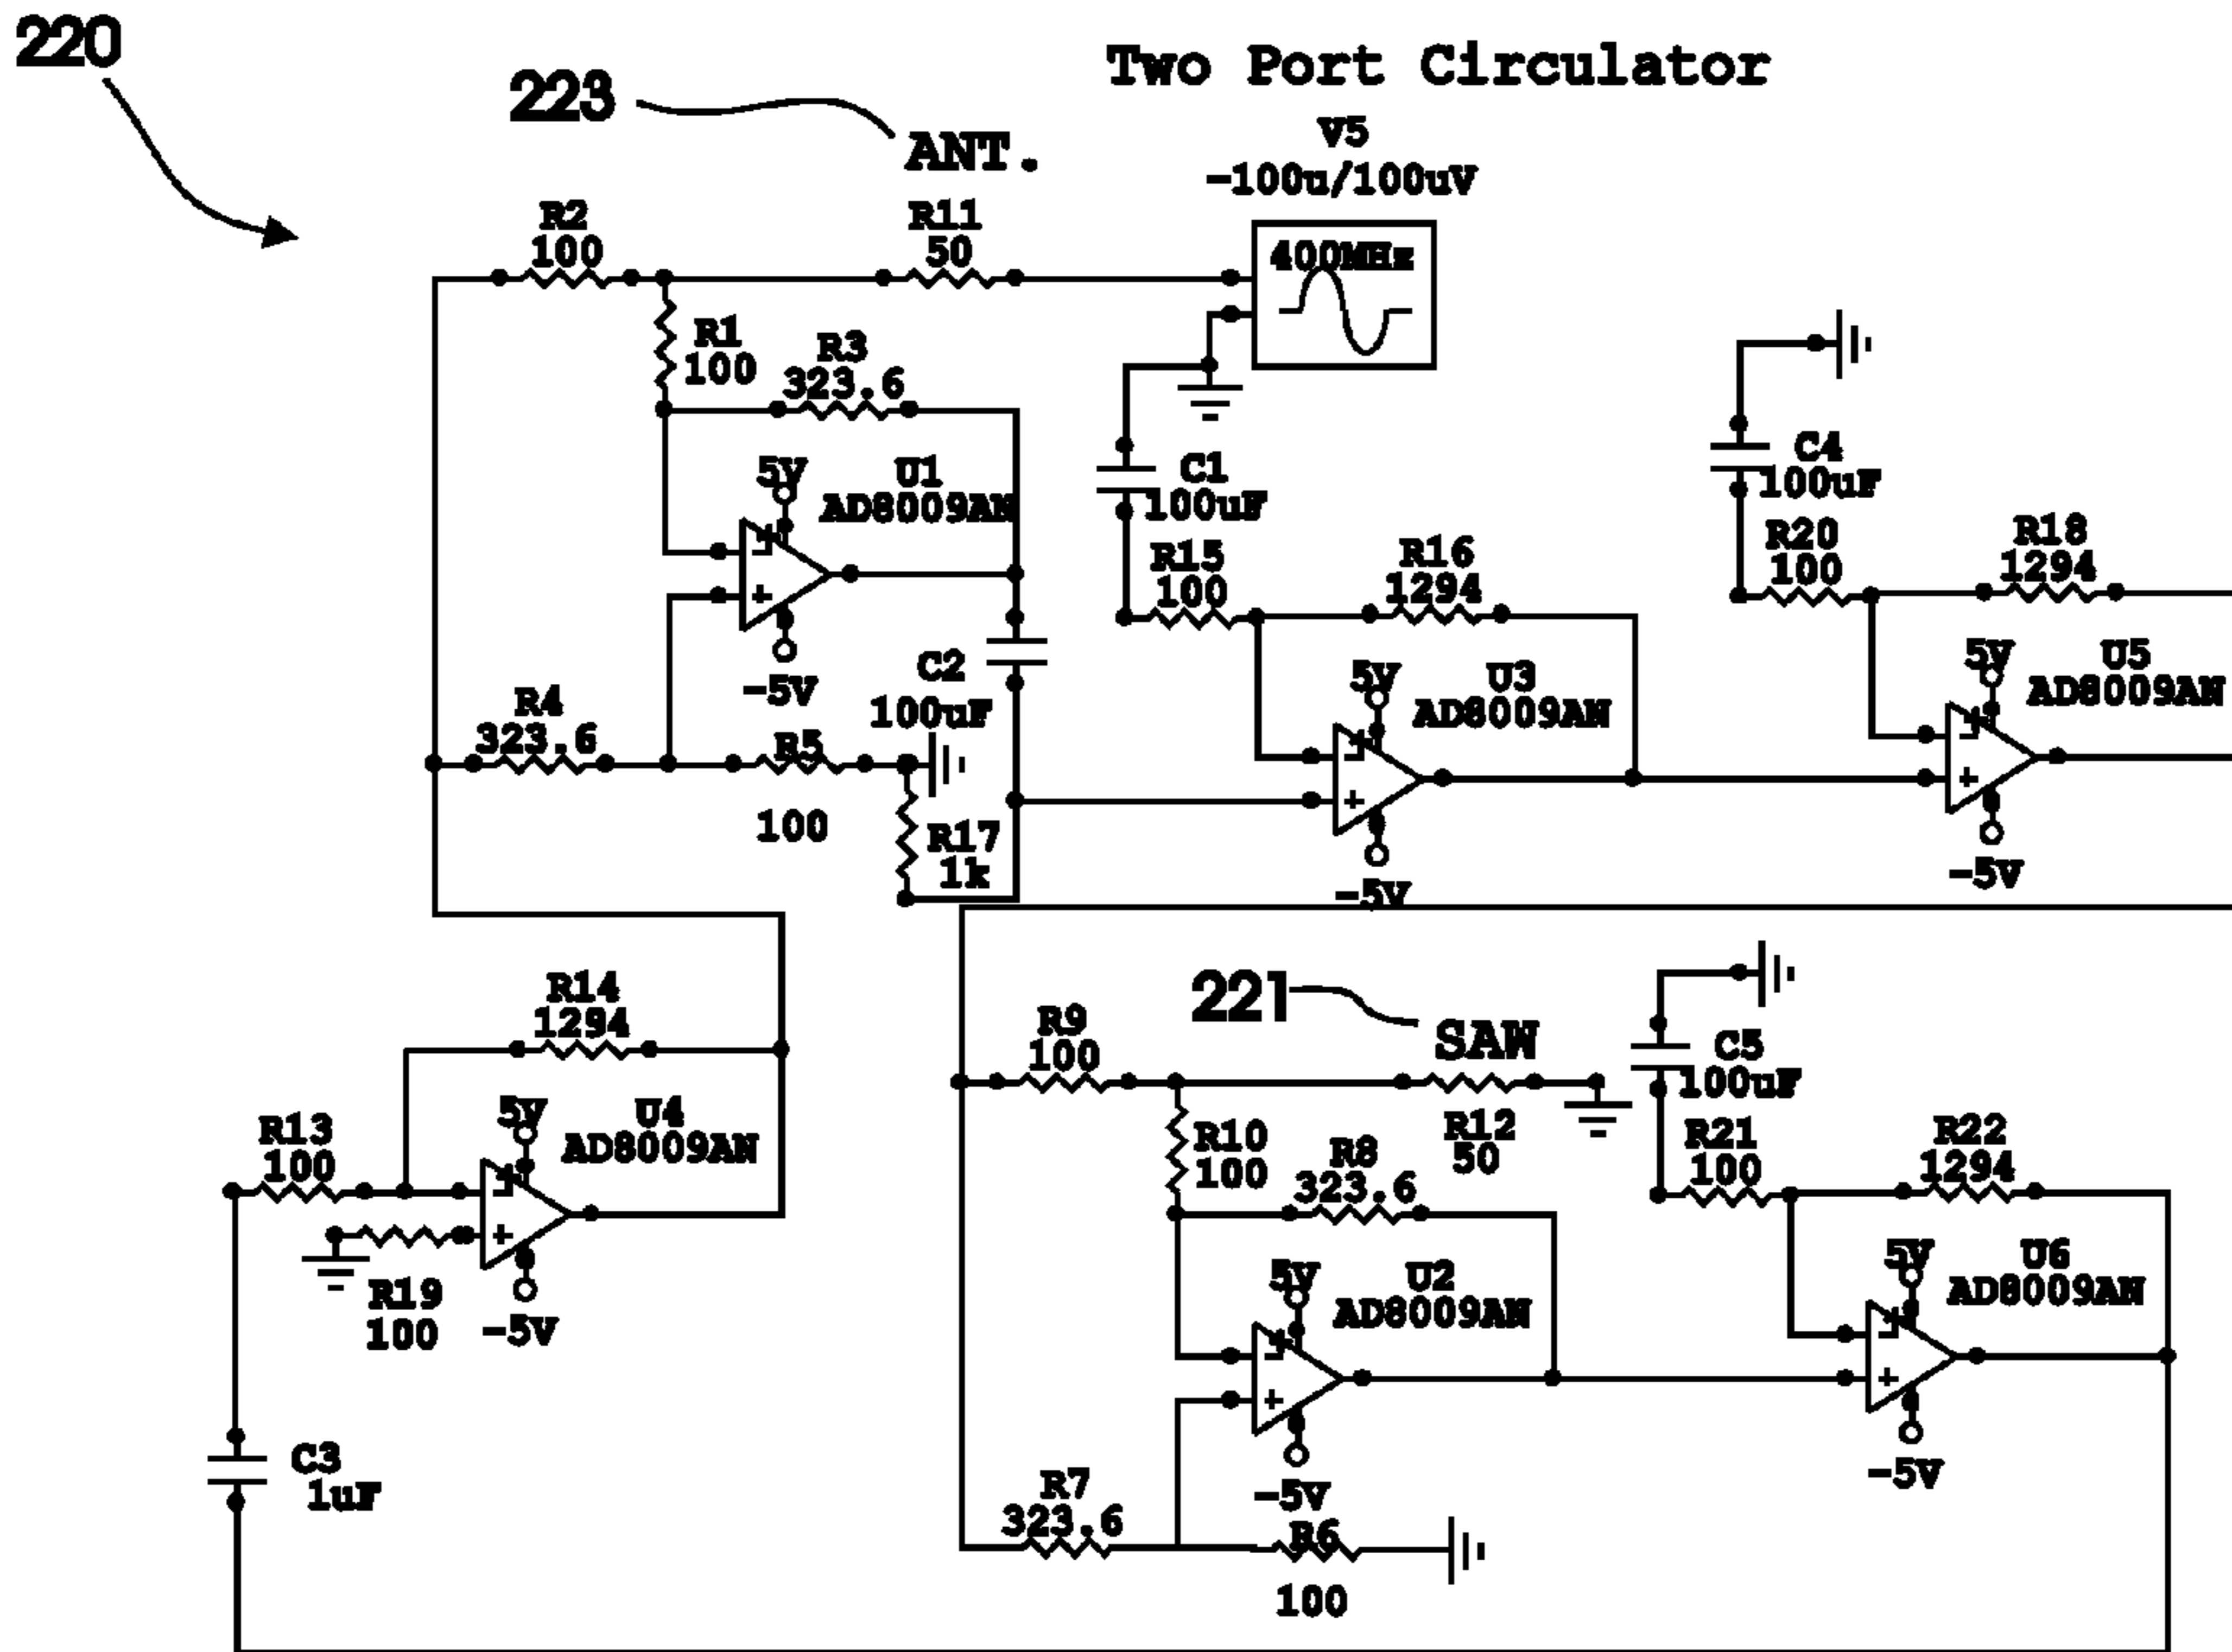 220
223
Two Port Circulator
ANT.
V5
-100u/100uV
400MHz
R2
100
R11
50
R1
100
R3
323.6
5V
U1
AD8009AN
-5V
C1
100uF
C4
100uF
R15
100
R16
1294
R20
100
R18
1294
C2
100uF
R4
323.6
R5
100
R17
1k
5V
U3
AD8009AN
-5V
5V
U5
AD8009AN
-5V
R14
1294
221
SAW
R9
100
C5
100uF
R13
100
5V
U4
AD8009AN
-5V
R19
100
R10
100
R12
50
R8
323.6
R21
100
R22
1294
5V
U2
AD8009AN
-5V
5V
U6
AD8009AN
-5V
C3
1uF
R7
323.6
R6
100